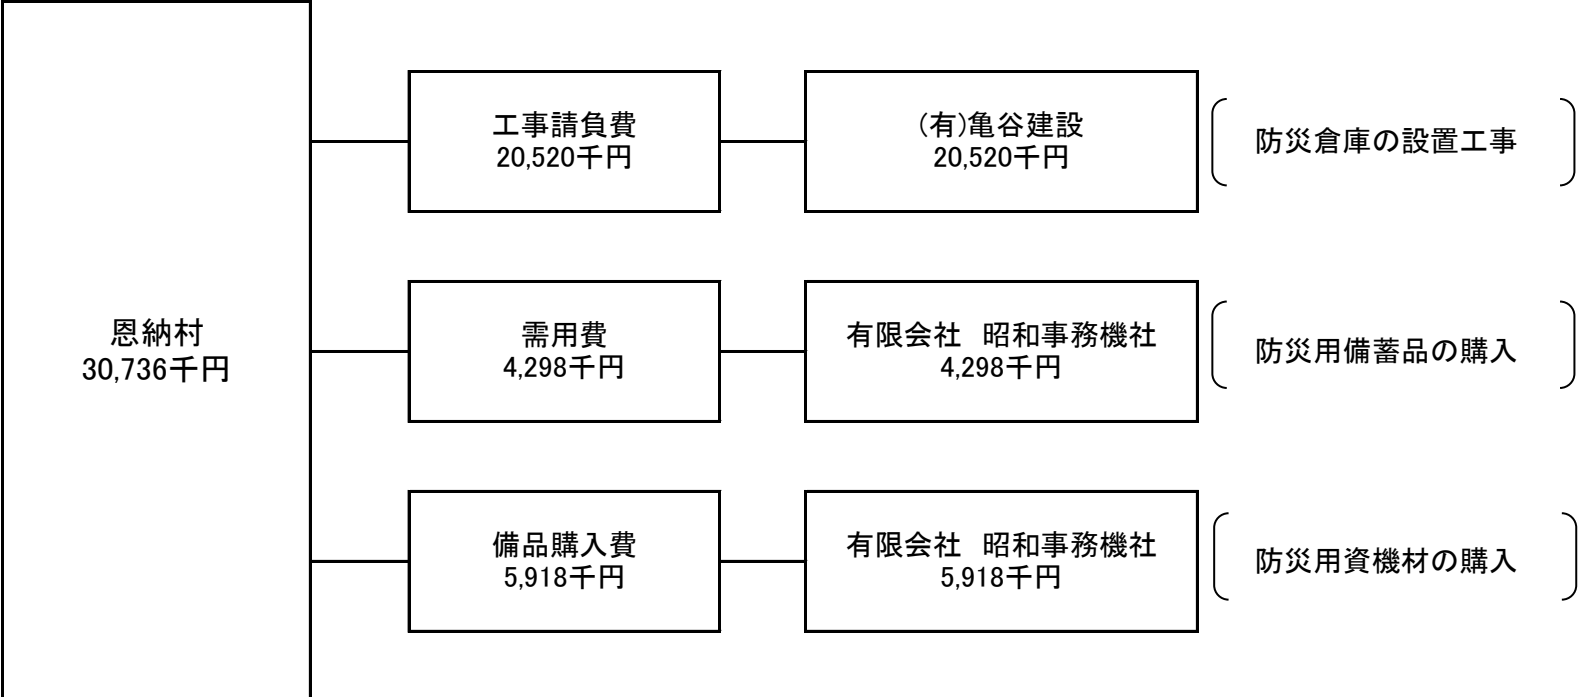 恩納村
30,736千円
工事請負費
20,520千円
(有)亀谷建設
20,520千円
防災倉庫の設置工事
需用費
4,298千円
有限会社　昭和事務機社
4,298千円
防災用備蓄品の購入
備品購入費
5,918千円
有限会社　昭和事務機社
5,918千円
防災用資機材の購入